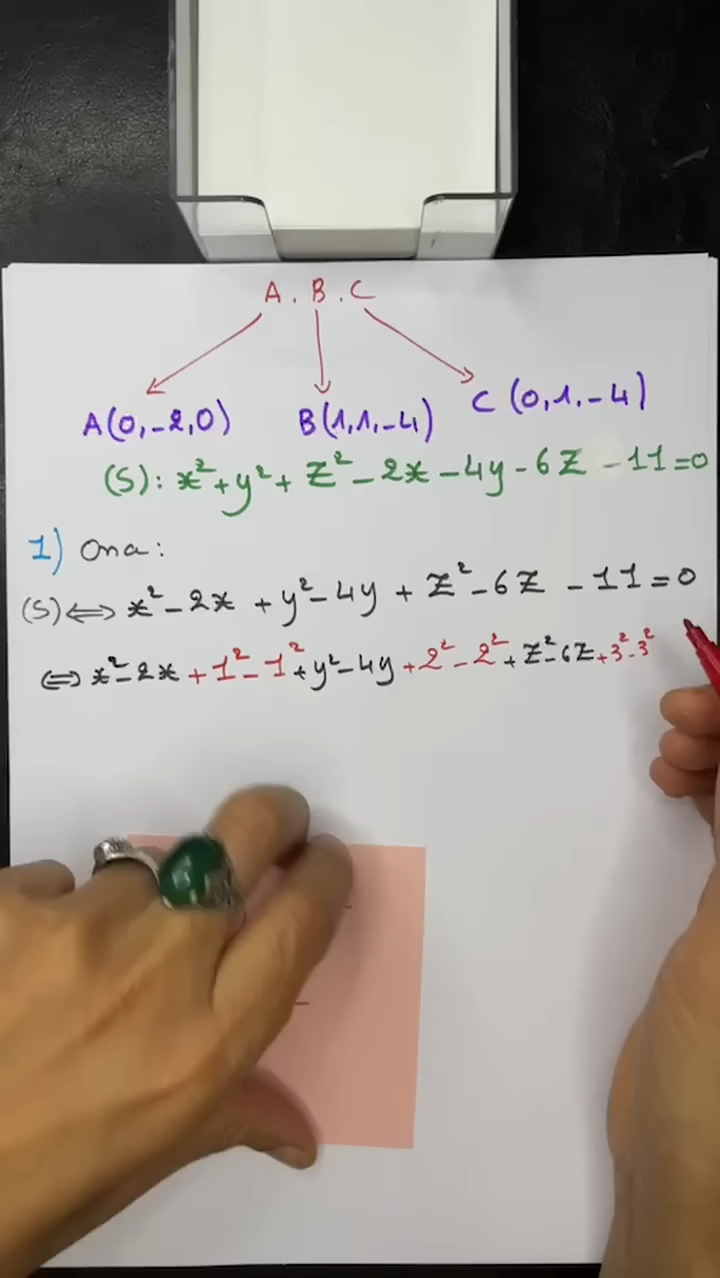 A . B . C
A(0,-2,0) B(1,1,-4) C(0,1,-4)
(S): x²+y²+z²-2x-4y-6z-11=0
1) On a:
(S)⟺x²-2x+y²-4y+z²-6z-11=0
⟺x²-2x+1²-1²+y²-4y+2²-2²+z²-6z+3²-3²